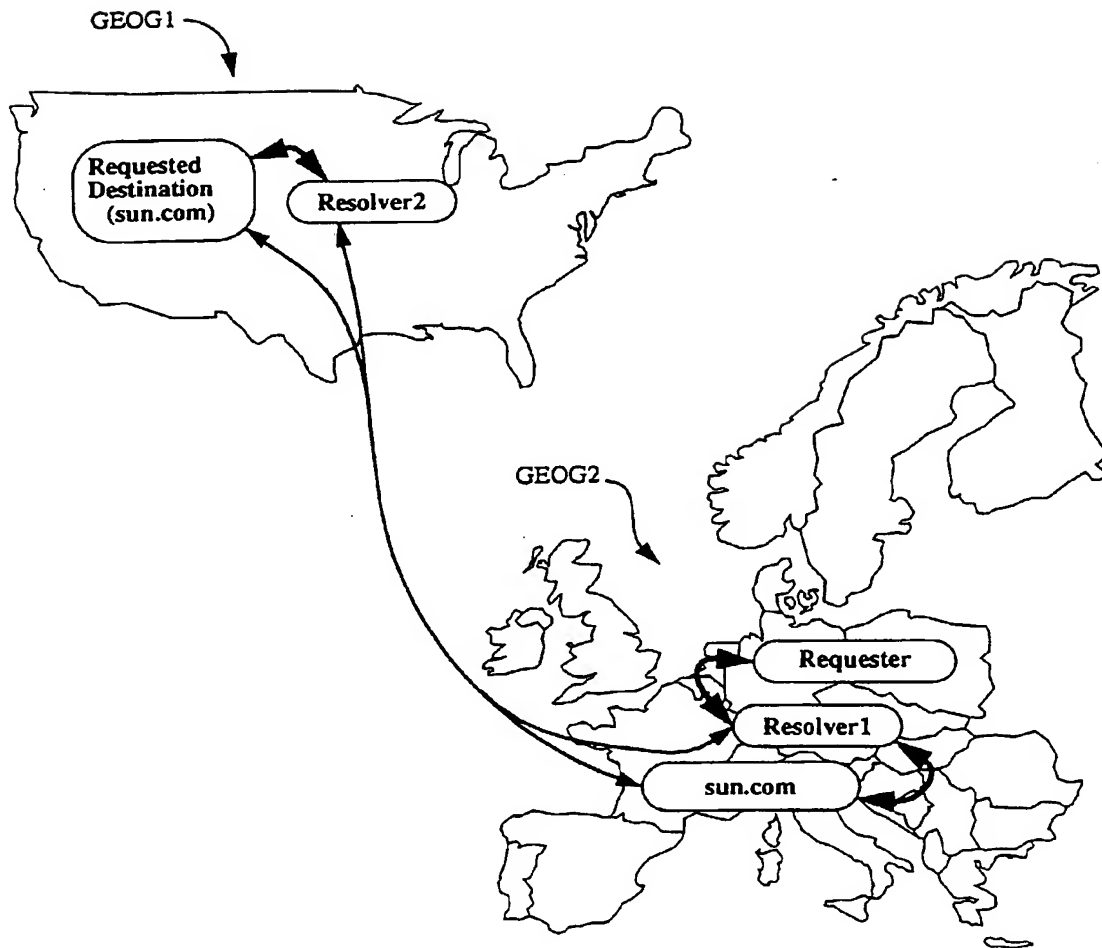 GEOG1
Requested
Destination
(sun.com)
Resolver2
GEOG2
Requester
Resolver1
sun.com